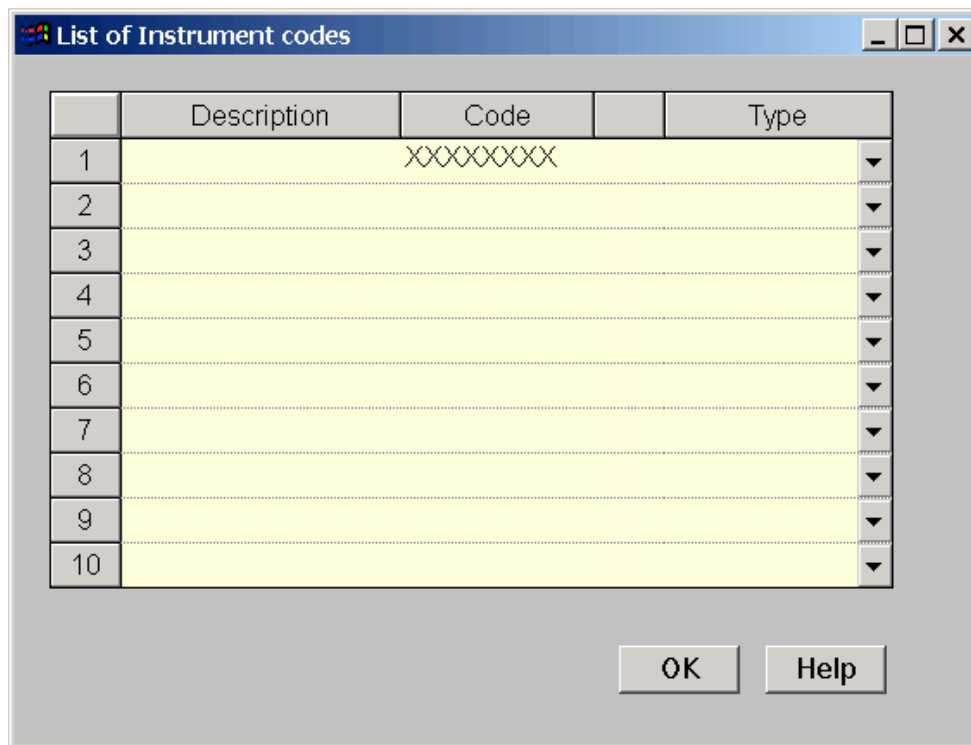 List of Instrument codes
Description Code Type
1 XXXXXXXX
2
3
4
5
6
7
8
9
10
OK Help